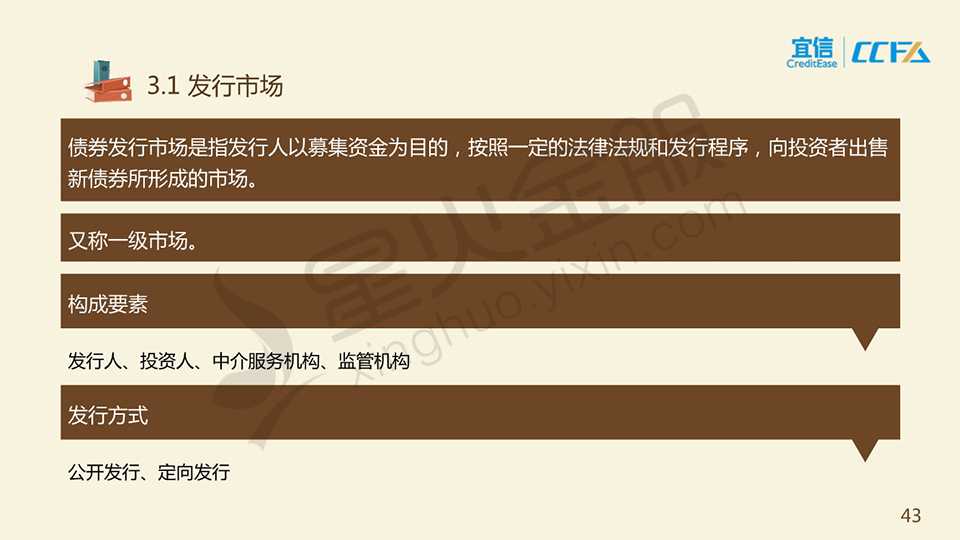 宜信
CreditEase
CCFA
3.1 发行市场
债券发行市场是指发行人以募集资金为目的，按照一定的法律法规和发行程序，向投资者出售
新债券所形成的市场。
又称一级市场。
构成要素
发行人、投资人、中介服务机构、监管机构
发行方式
公开发行、定向发行
星火金服
xinghuo.yixin.com
43